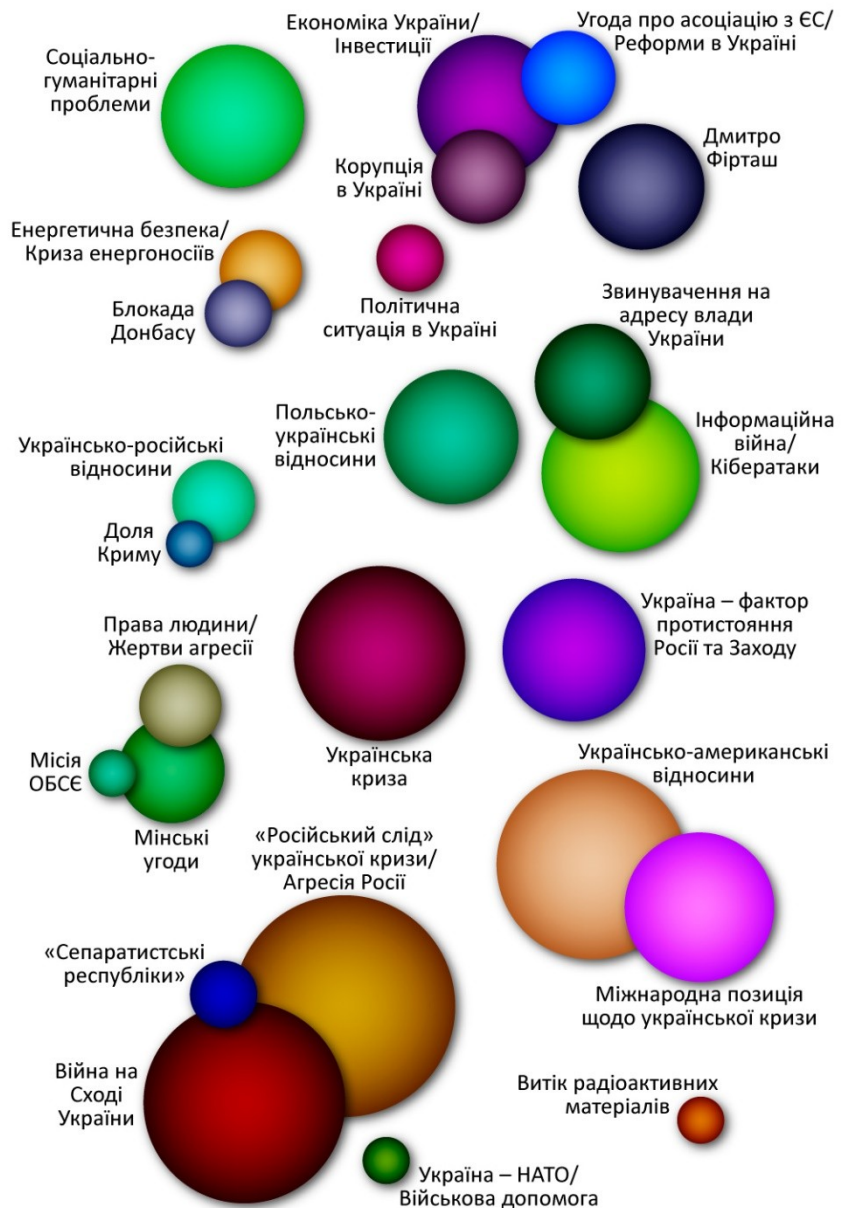 Соціально-
гуманітарні
проблеми
Економіка України/
Інвестиції
Угода про асоціацію з ЄС/
Реформи в Україні
Корупція
в Україні
Дмитро
Фірташ
Енергетична безпека/
Криза енергоносіїв
Блокада
Донбасу
Політична
ситуація в Україні
Звинувачення на
адресу влади
України
Польсько-
українські
відносини
Інформаційна
війна/
Кібератаки
Українсько-російські
відносини
Доля
Криму
Права людини/
Жертви агресії
Українська
криза
Україна – фактор
протистояння
Росії та Заходу
Місія
ОБСЄ
Мінські
угоди
Українсько-американські
відносини
«Російський слід»
української кризи/
Агресія Росії
«Сепаратистські
республіки»
Міжнародна позиція
щодо української кризи
Війна на
Сході
України
Витік радіоактивних
матеріалів
Україна – НАТО/
Військова допомога